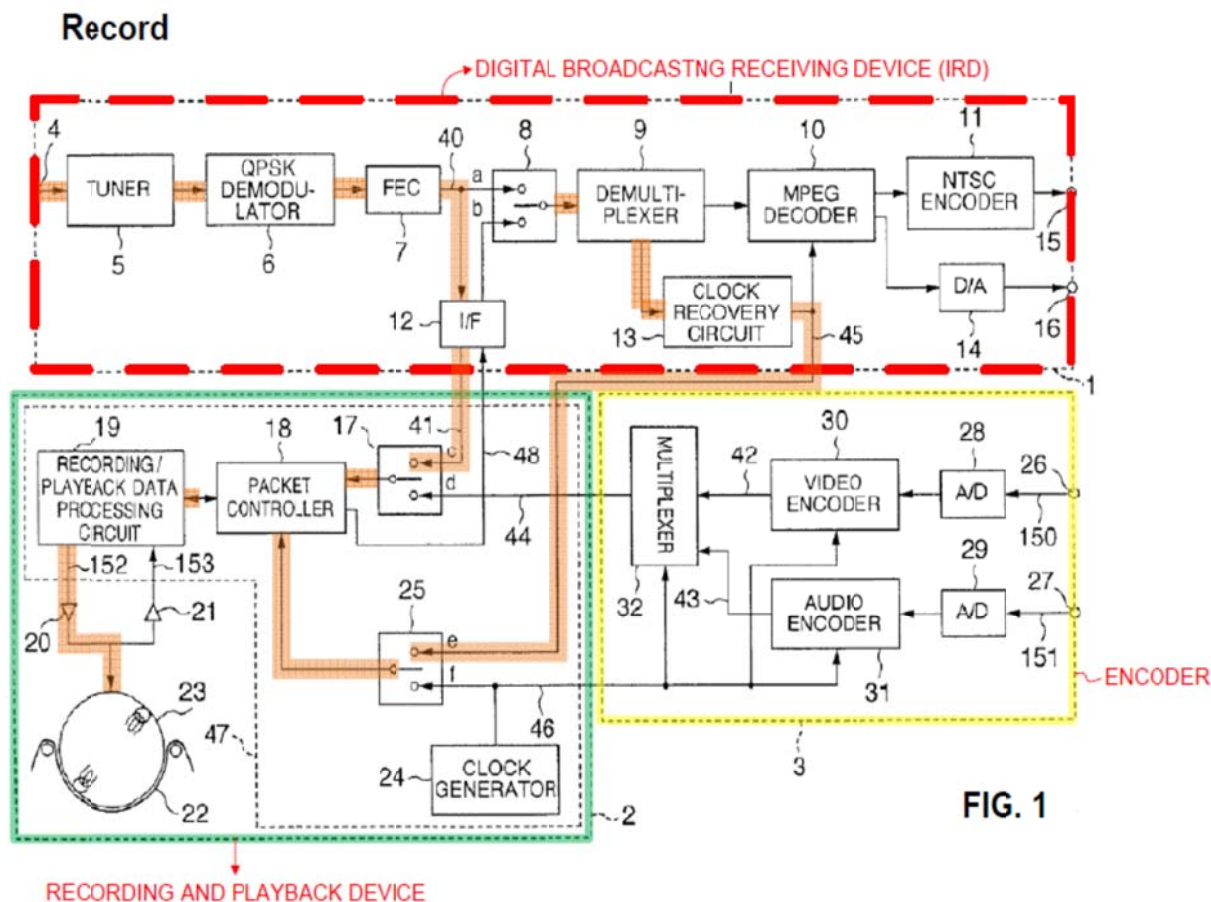 Record
DIGITAL BROADCASTNG RECEIVING DEVICE (IRD)
4
40
8
9
10
11
TUNER
QPSK
DEMODU-
LATOR
FEC
a
b
DEMULTI-
PLEXER
MPEG
DECODER
NTSC
ENCODER
5
6
7
15
12
I/F
CLOCK
RECOVERY
CIRCUIT
13
45
D/A
14
16
1
19
18
17
41
c
d
48
RECORDING/
PLAYBACK DATA
PROCESSING
CIRCUIT
PACKET
CONTROLLER
44
MULTIPLEXER
32
42
30
VIDEO
ENCODER
28
A/D
26
150
152
153
20
21
25
e
f
43
AUDIO
ENCODER
31
29
A/D
27
151
ENCODER
23
22
47
46
24
CLOCK
GENERATOR
2
3
FIG. 1
RECORDING AND PLAYBACK DEVICE